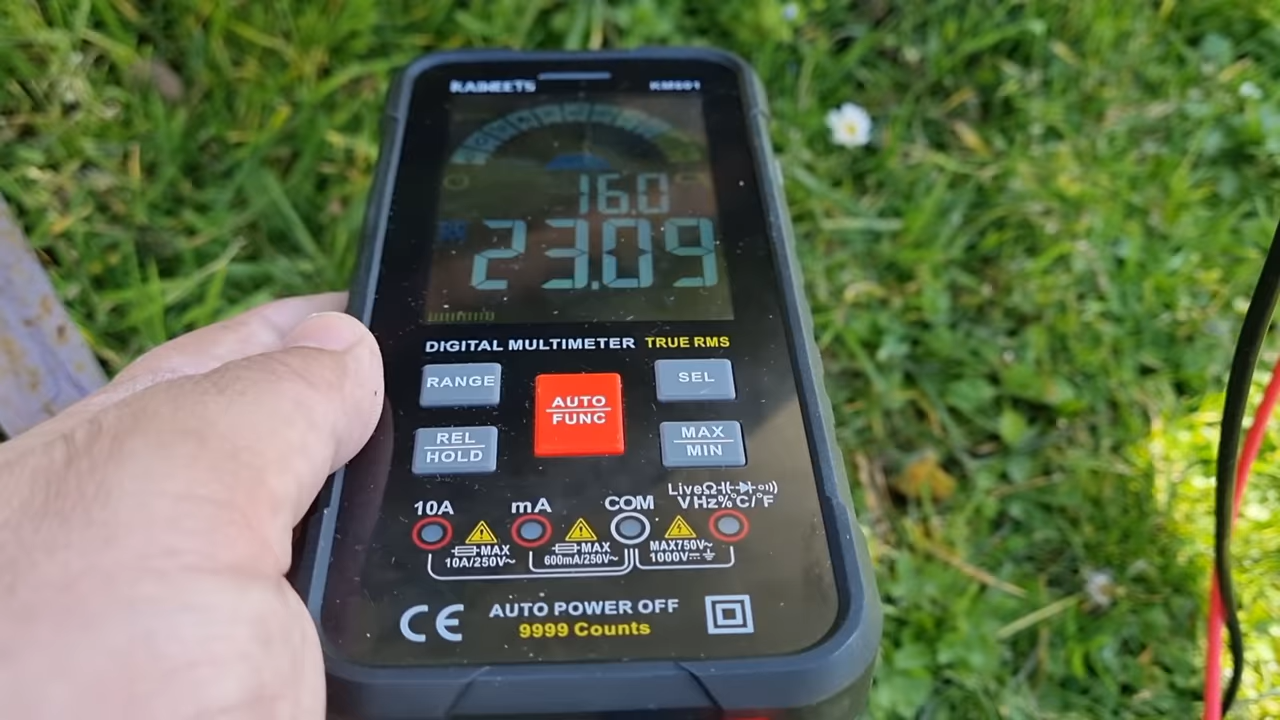 KAIWEETS KM601
16.0
23.09
DIGITAL MULTIMETER TRUE RMS
RANGE
AUTO
FUNC
SEL
REL
HOLD
MAX
MIN
10A mA COM LiveΩ
VHz%°C/°F
MAX
10A/250V~
MAX
600mA/250V~
MAX750V~
1000V
CE AUTO POWER OFF
9999 Counts